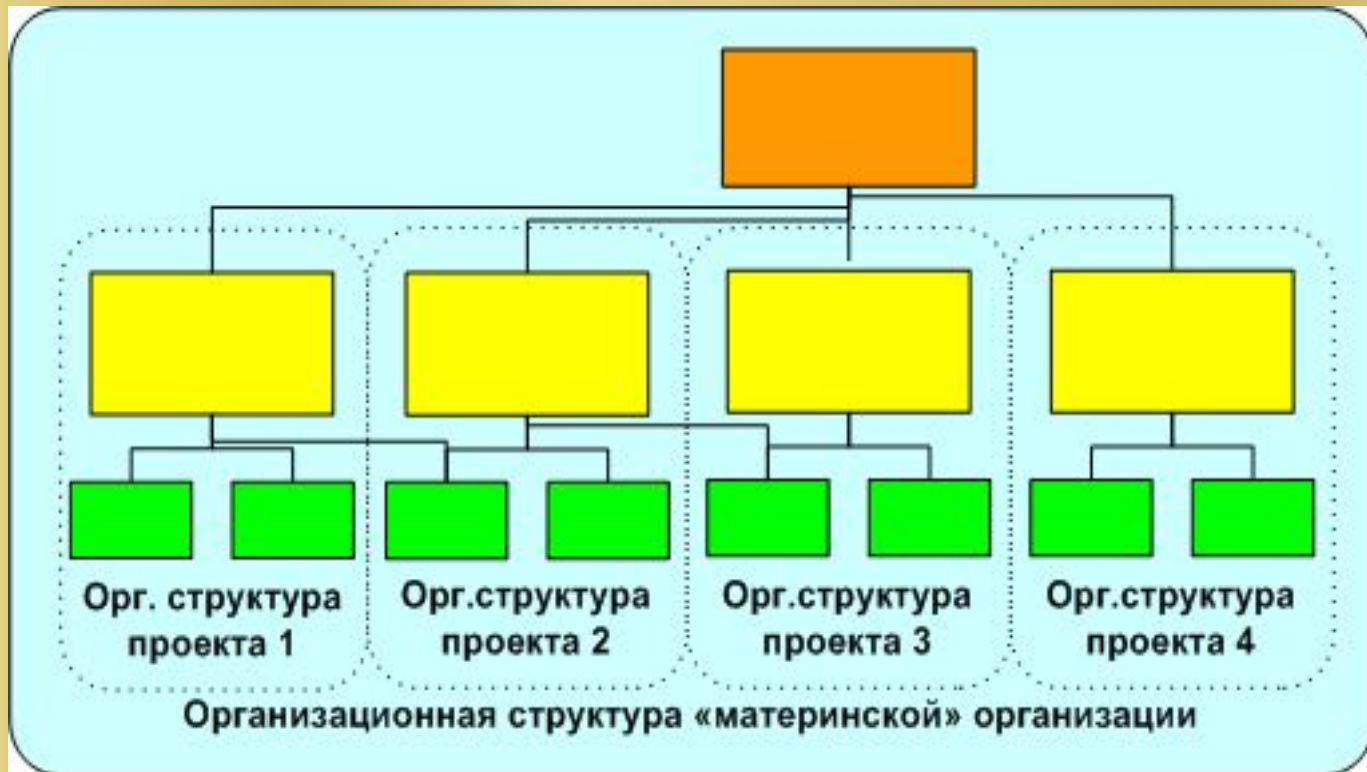 Орг. структура
проекта 1
Орг.структура
проекта 2
Орг.структура
проекта 3
Орг.структура
проекта 4
Организационная структура «материнской» организации